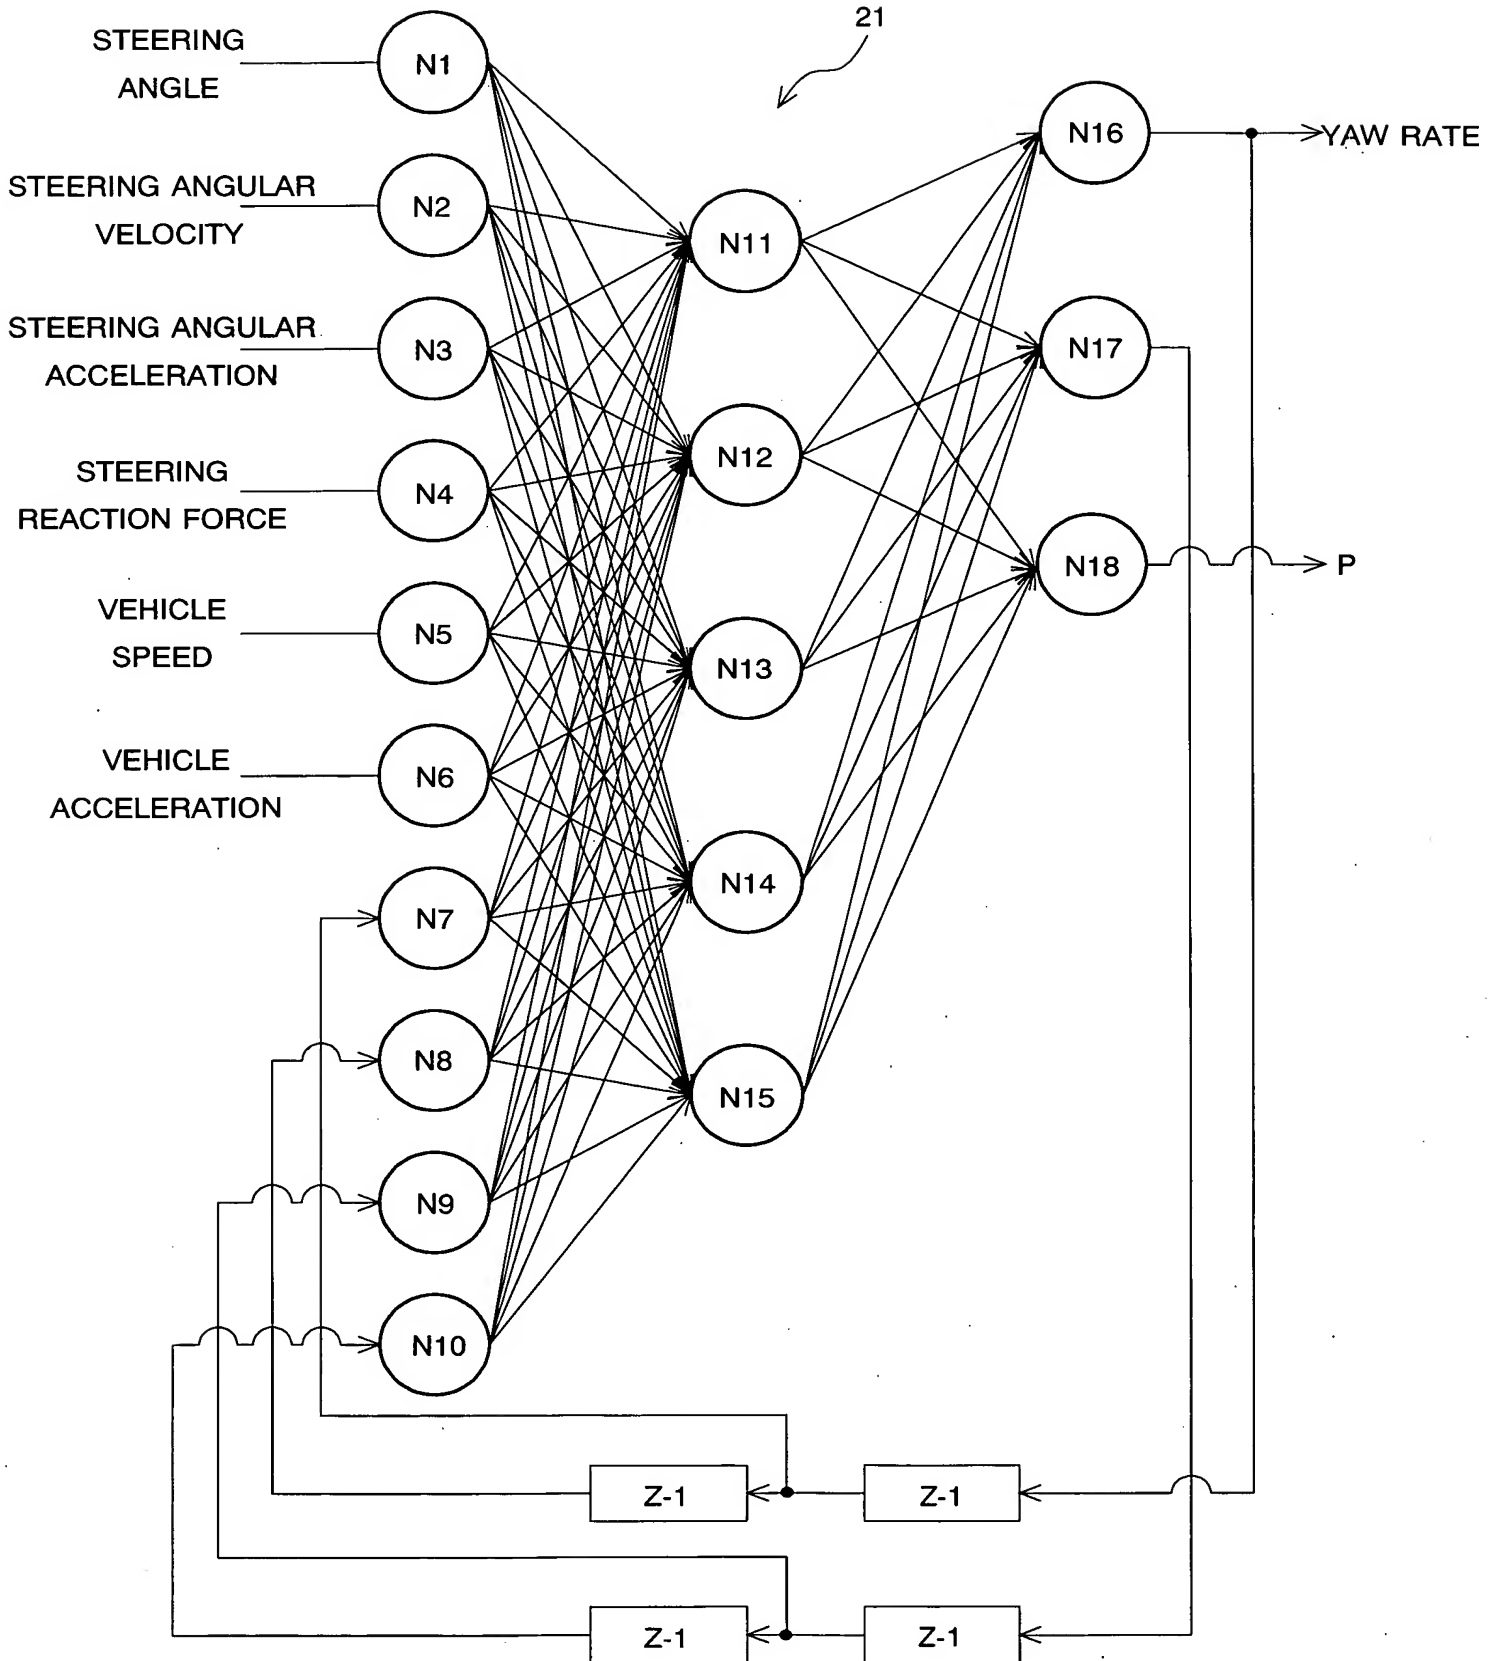 21
STEERING
ANGLE
N1
N16
YAW RATE
STEERING ANGULAR
VELOCITY
N2
N11
STEERING ANGULAR
ACCELERATION
N3
N17
STEERING
REACTION FORCE
N4
N12
N18
P
VEHICLE
SPEED
N5
N13
VEHICLE
ACCELERATION
N6
N14
N7
N8
N15
N9
N10
Z-1
Z-1
Z-1
Z-1